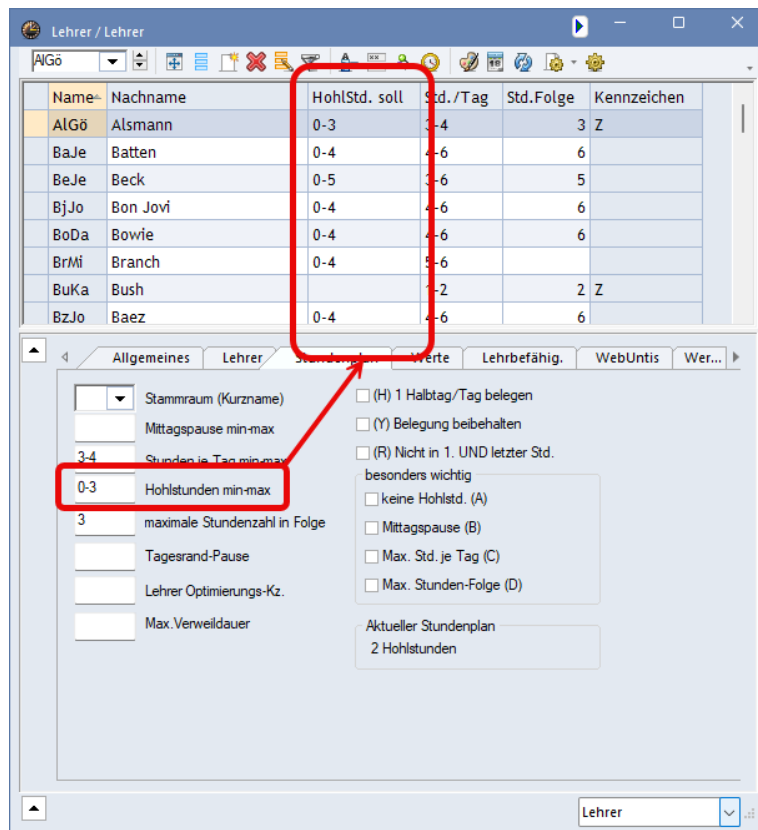 Lehrer / Lehrer
AlGö
Name Nachname HohlStd. soll Std./Tag Std.Folge Kennzeichen
AlGö Alsmann 0-3 3-4 3 Z
BaJe Batten 0-4 4-6 6
BeJe Beck 0-5 3-6 5
BjJo Bon Jovi 0-4 4-6 6
BoDa Bowie 0-4 4-6 6
BrMi Branch 0-4 5-6
BuKa Bush 1-2 2 Z
BzJo Baez 0-4 4-6 6
Allgemeines Lehrer Stundenplan Werte Lehrbefähig. WebUntis Wer...
Stammraum (Kurzname)
Mittagspause min-max
3-4 Stunden je Tag min-max
0-3 Hohlstunden min-max
3 maximale Stundenzahl in Folge
Tagesrand-Pause
Lehrer Optimierungs-Kz.
Max.Verweildauer
(H) 1 Halbtag/Tag belegen
(Y) Belegung beibehalten
(R) Nicht in 1. UND letzter Std.
besonders wichtig
keine Hohlstd. (A)
Mittagspause (B)
Max. Std. je Tag (C)
Max. Stunden-Folge (D)
Aktueller Stundenplan
2 Hohlstunden
Lehrer